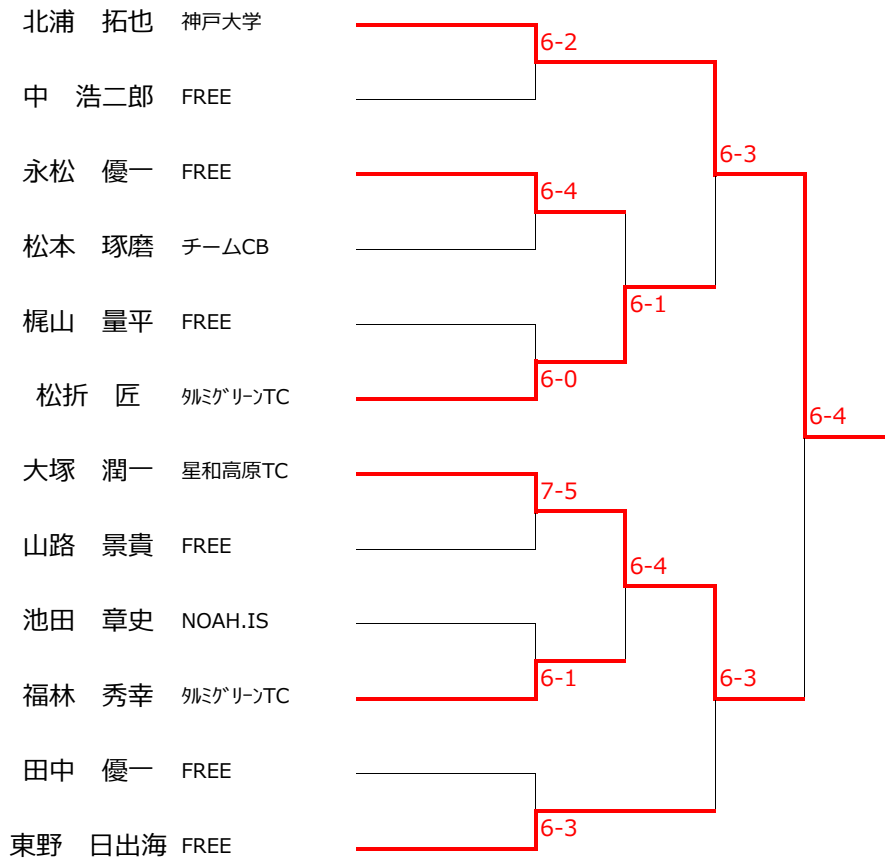 北浦　拓也 神戸大学
6-2
中　浩二郎 FREE
6-3
永松　優一 FREE
6-4
松本　琢磨 チームCB
6-1
梶山　量平 FREE
6-0
松折　匠 ﾀﾙﾐｸﾞﾘｰﾝTC
6-4
大塚　潤一 星和高原TC
7-5
山路　景貴 FREE
6-4
池田　章史 NOAH.IS
6-1
6-3
福林　秀幸 ﾀﾙﾐｸﾞﾘｰﾝTC
田中　優一 FREE
6-3
東野　日出海 FREE